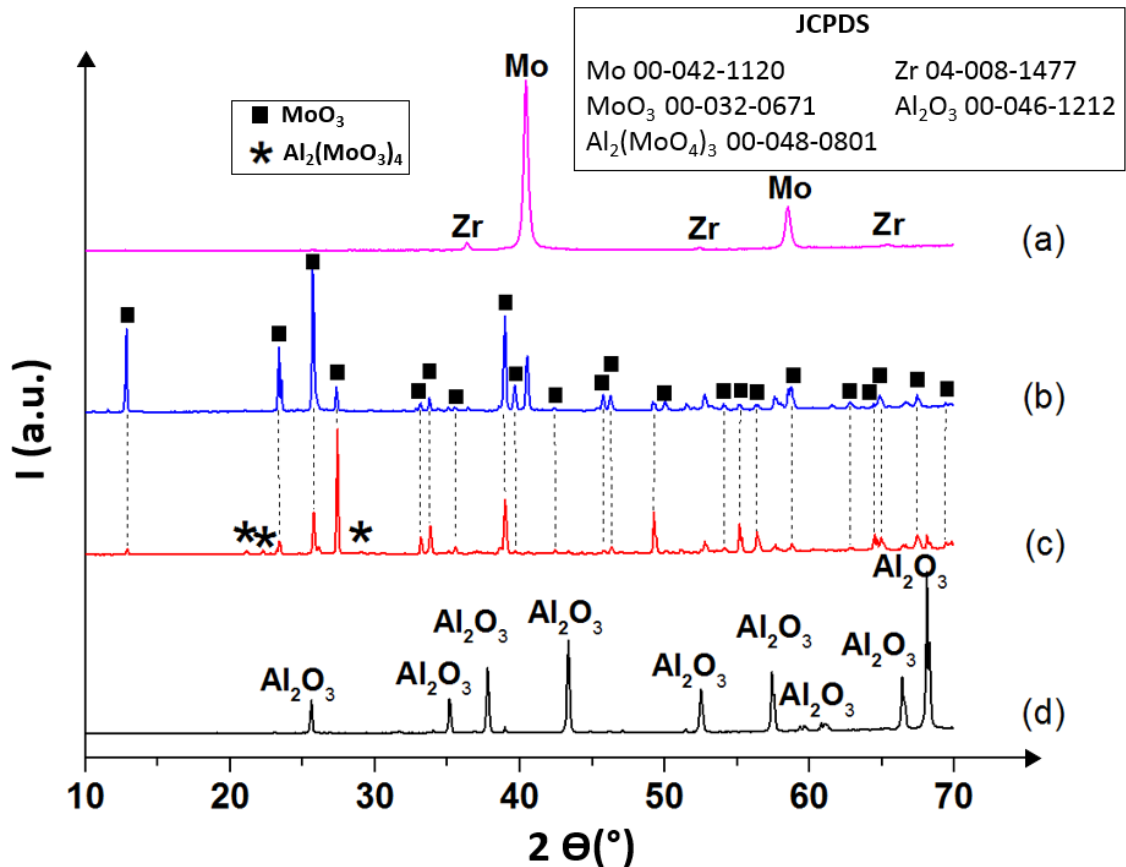 JCPDS
Mo 00-042-1120 Zr 04-008-1477
MoO₃ 00-032-0671 Al₂O₃ 00-046-1212
Al₂(MoO₄)₃ 00-048-0801
■ MoO₃
* Al₂(MoO₃)₄
Mo
Mo
Zr
Zr
Zr
(a)
(b)
* * *
(c)
Al₂O₃
Al₂O₃
Al₂O₃
Al₂O₃
Al₂O₃
Al₂O₃
Al₂O₃
Al₂O₃
Al₂O₃
(d)
I (a.u.)
10 20 30 40 50 60 70
2 Ɵ(°)